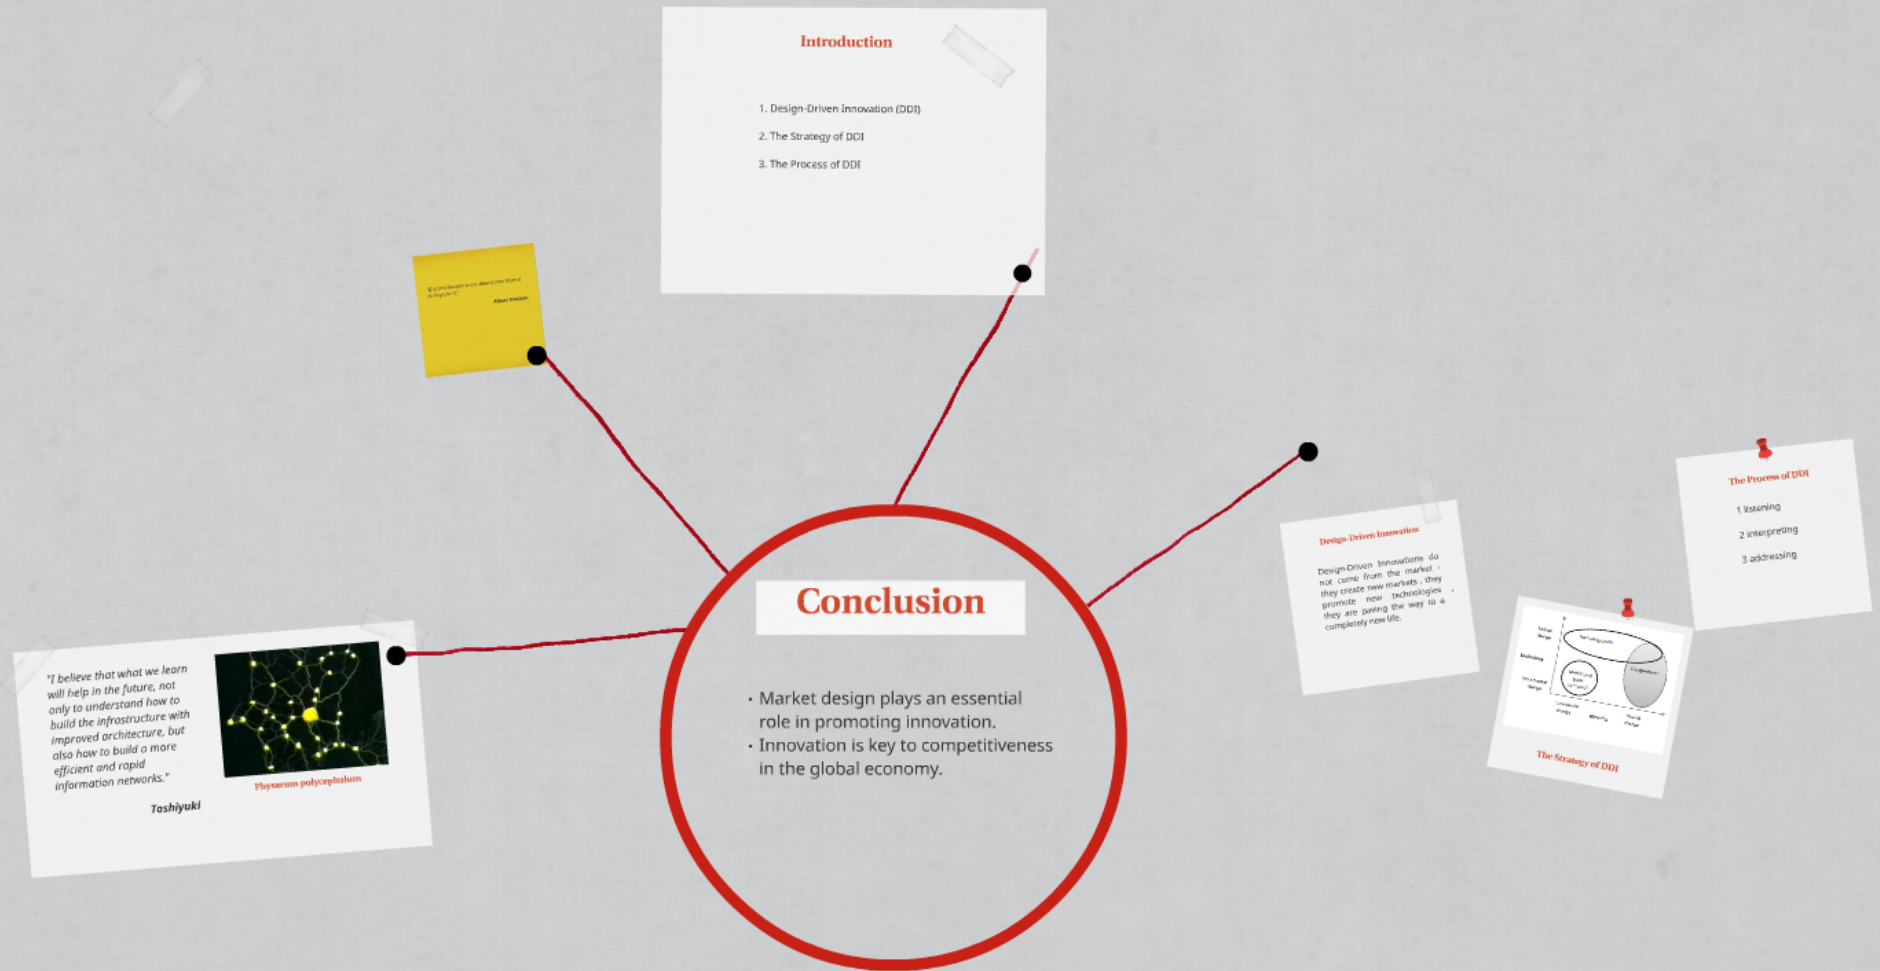 Introduction
1. Design-Driven Innovation (DDI)
2. The Strategy of DDI
3. The Process of DDI
Albert Einstein
"I believe that what we learn
will help in the future, not
only to understand how to
build the infrastructure with
improved architecture, but
also how to build a more
efficient and rapid
information networks."
Toshiyuki
Physarum polycephalum
Conclusion
· Market design plays an essential
role in promoting innovation.
· Innovation is key to competitiveness
in the global economy.
Design-Driven Innovation
Design-Driven Innovations do
not come from the market -
they create new markets , they
promote new technologies ,
they are paving the way to a
completely new life.
Technology
The Strategy of DDI
The Process of DDI
1 listening
2 interpreting
3 addressing